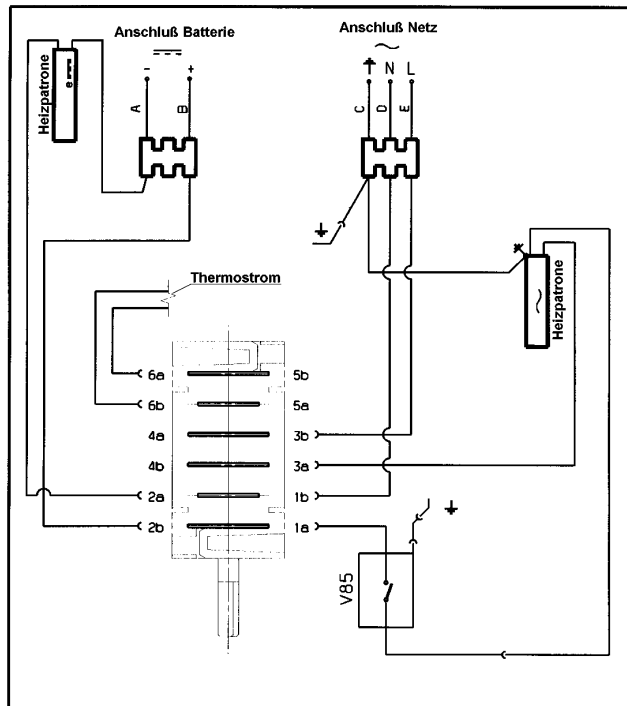 Anschluß Batterie
Anschluß Netz
- +
N L
Heizpatrone
A B
C D E
Thermostrom
Heizpatrone
6a 5b
6b 5a
4a 3b
4b 3a
2a 1b
2b 1a
V85